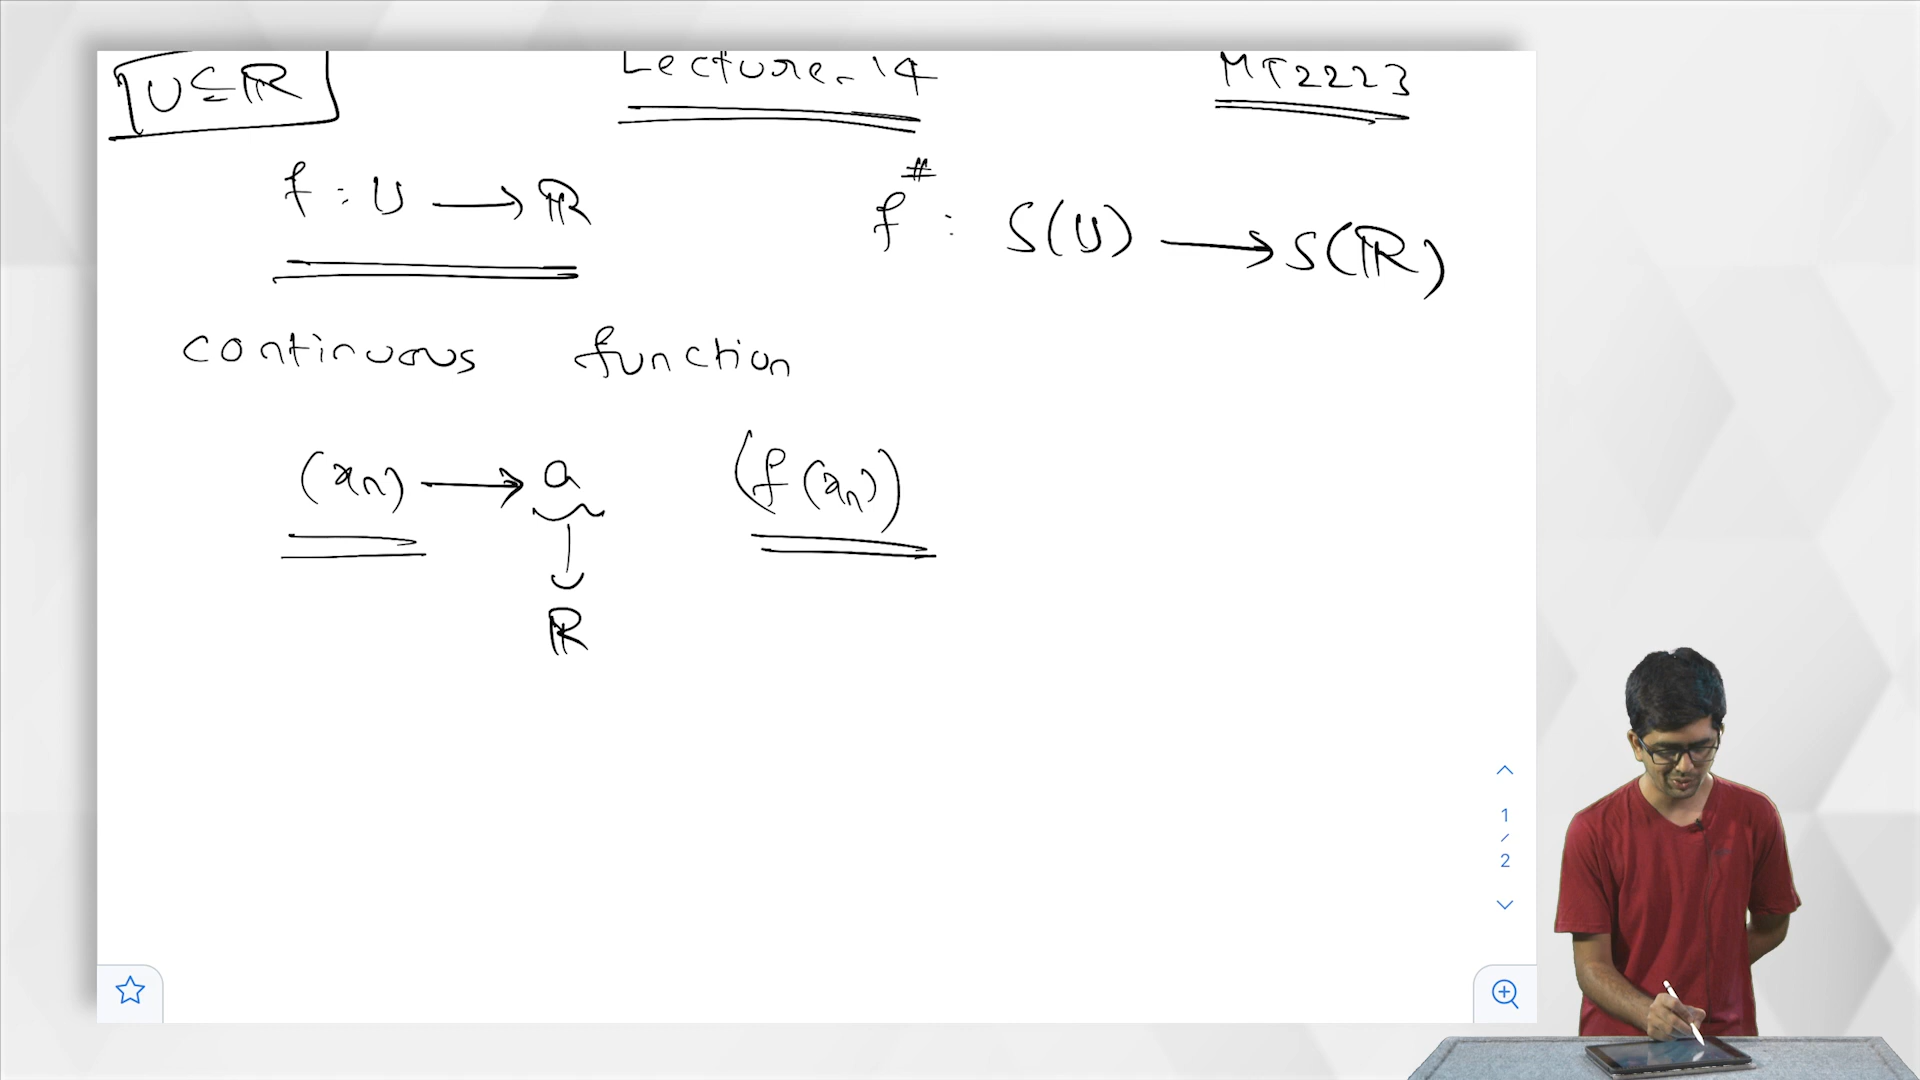 U⊆ℝ Lecture-14 MT2223
f : U ⟶ ℝ f^# : S(U) ⟶ S(ℝ)
continuous function
(xₙ) ⟶ a (f(xₙ))
↓
ℝ
1
/
2